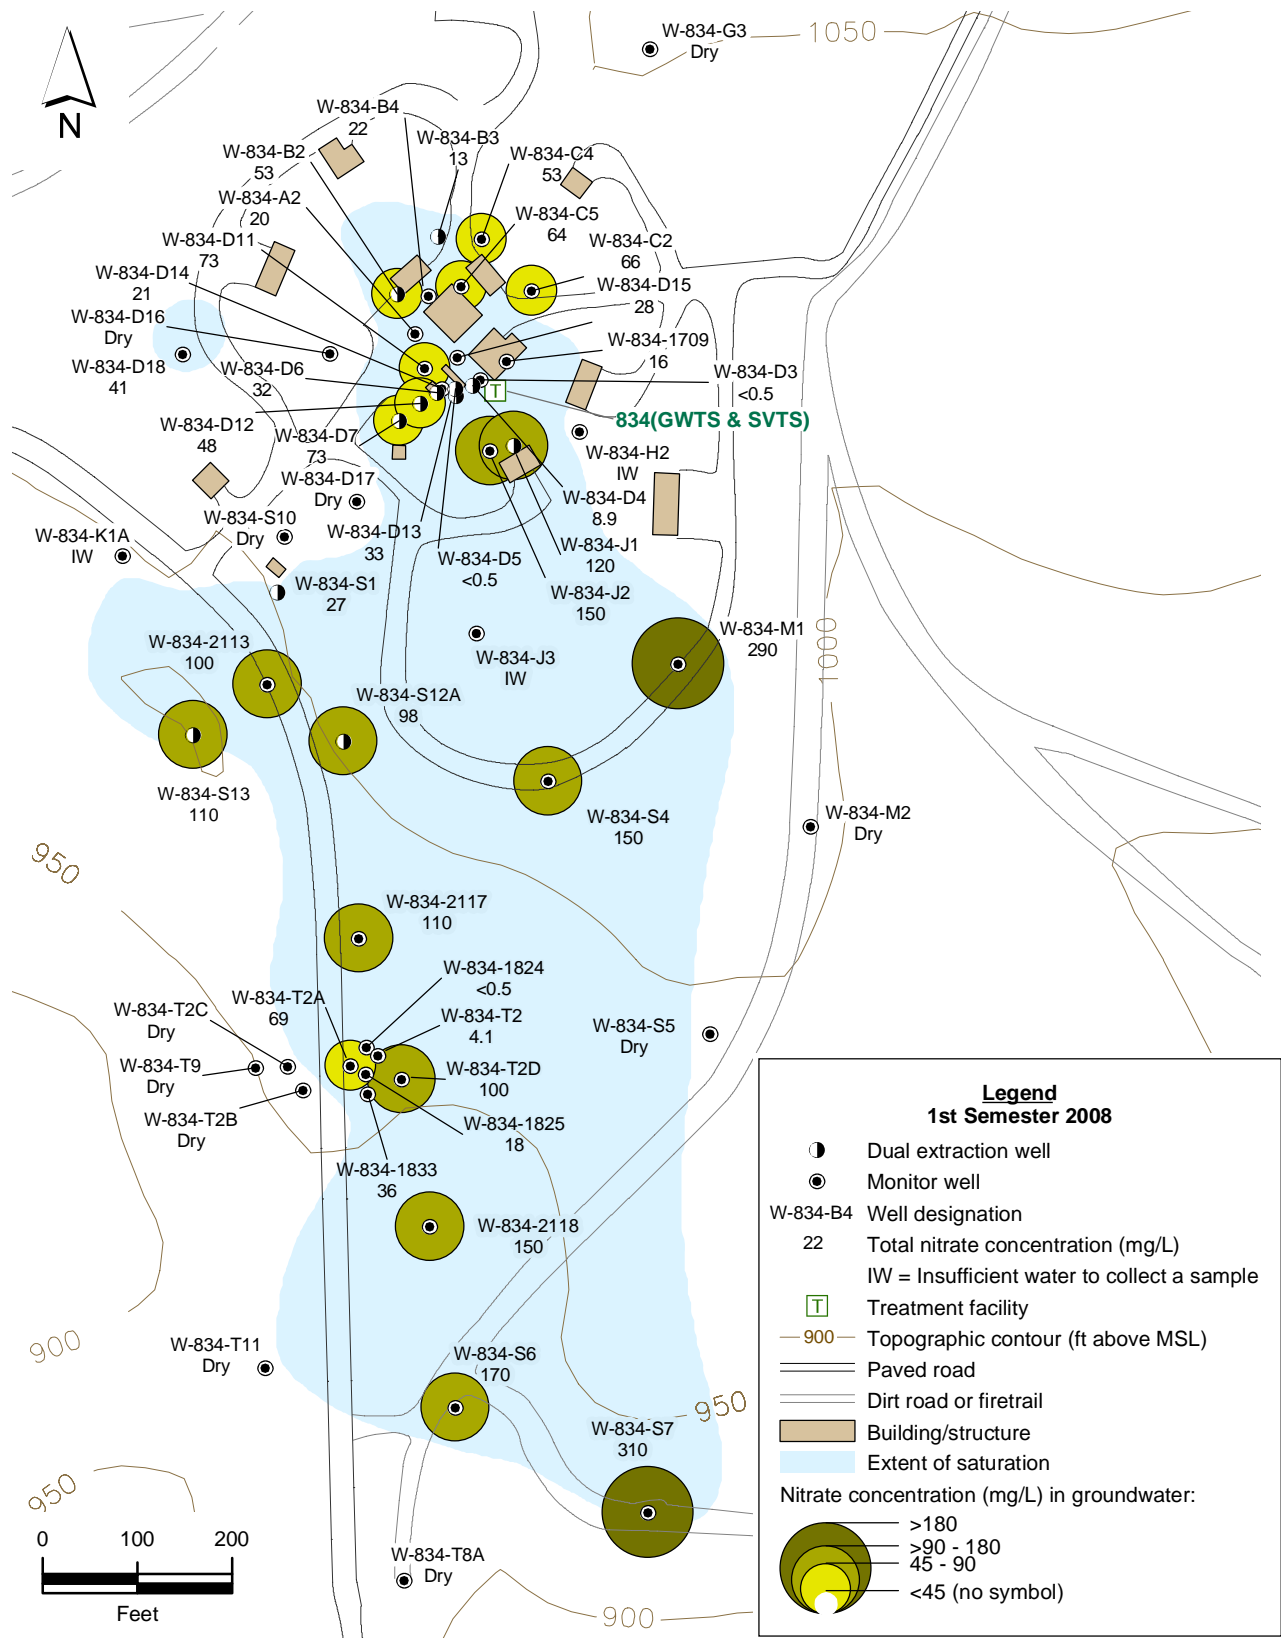 W-834-G3
Dry
1050
N
W-834-B4
22
W-834-B3
13
W-834-C4
53
W-834-B2
53
W-834-A2
20
W-834-C5
64
W-834-C2
66
W-834-D11
73
W-834-D15
28
W-834-D14
21
W-834-D16
Dry
W-834-1709
16
W-834-D18
41
W-834-D6
32
W-834-D3
<0.5
T
834(GWTS & SVTS)
W-834-D12
48
W-834-D7
73
W-834-H2
IW
W-834-D17
Dry
W-834-D4
8.9
W-834-S10
Dry
W-834-D13
33
W-834-K1A
IW
W-834-J1
120
W-834-D5
<0.5
W-834-S1
27
W-834-J2
150
W-834-M1
290
1000
W-834-2113
100
W-834-J3
IW
W-834-S12A
98
W-834-S13
110
W-834-S4
150
W-834-M2
Dry
950
W-834-2117
110
W-834-1824
<0.5
W-834-T2A
69
W-834-T2C
Dry
W-834-T2
4.1
W-834-S5
Dry
W-834-T9
Dry
W-834-T2D
100
W-834-T2B
Dry
W-834-1825
18
W-834-1833
36
W-834-2118
150
900
W-834-T11
Dry
W-834-S6
170
950
W-834-S7
310
950
0 100 200
Feet
W-834-T8A
Dry
900
Legend
1st Semester 2008
Dual extraction well
Monitor well
W-834-B4 Well designation
22 Total nitrate concentration (mg/L)
IW = Insufficient water to collect a sample
T Treatment facility
900 Topographic contour (ft above MSL)
Paved road
Dirt road or firetrail
Building/structure
Extent of saturation
Nitrate concentration (mg/L) in groundwater:
>180
>90 - 180
45 - 90
<45 (no symbol)